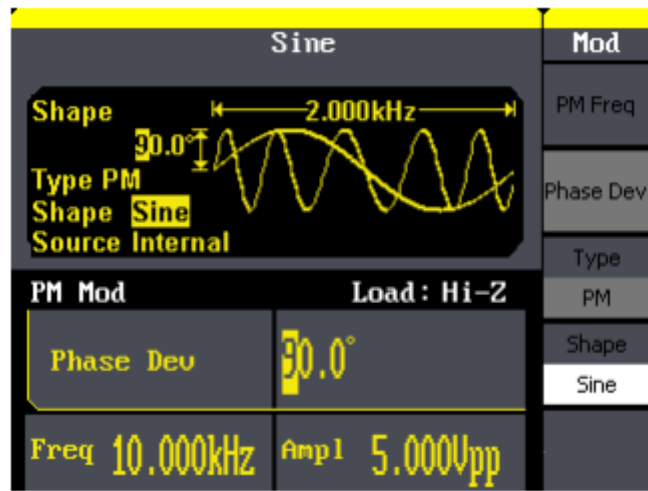 Sine
Mod
Shape
2.000kHz
90.0°
Type PM
Shape Sine
Source Internal
PM Mod
Load: Hi-Z
Phase Dev
90.0°
Freq 10.000kHz
Ampl 5.000Vpp
PM Freq
Phase Dev
Type
PM
Shape
Sine